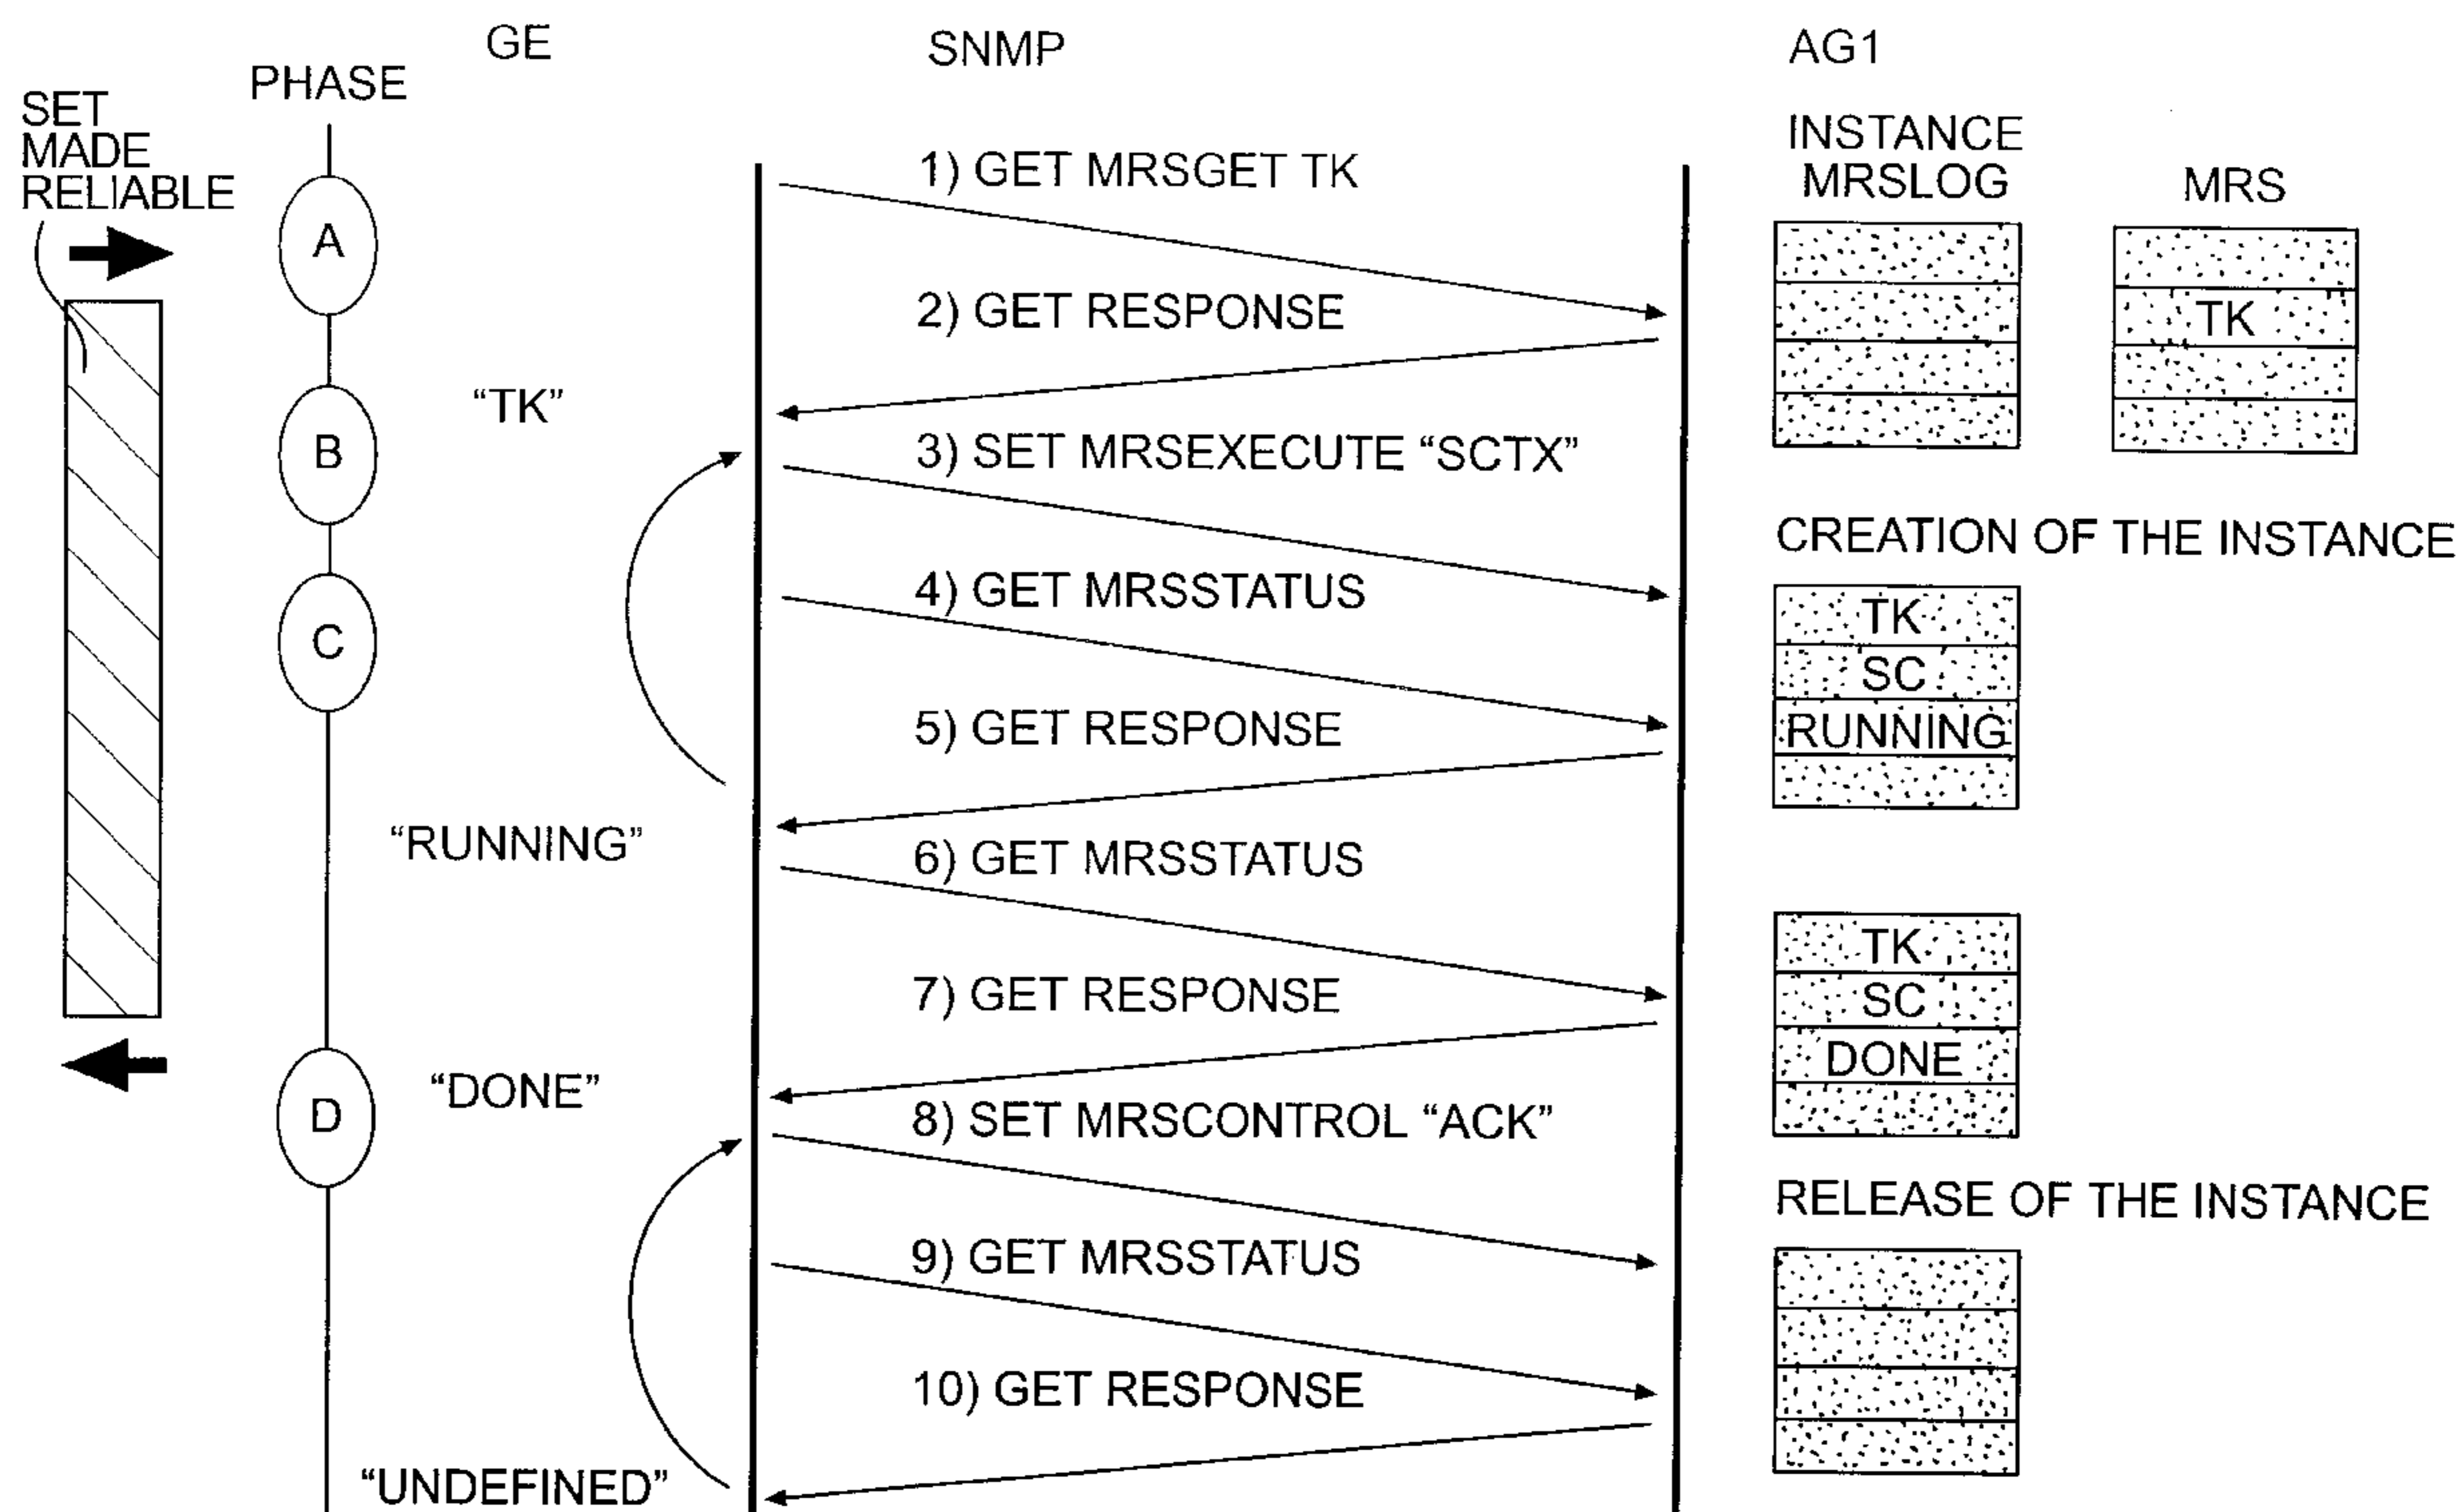 GE
SNMP
AG1
PHASE
SET
MADE
RELIABLE
INSTANCE
MRSLOG
MRS
1) GET MRSGET TK
A
2) GET RESPONSE
TK
"TK"
B
3) SET MRSEXECUTE "SCTX"
CREATION OF THE INSTANCE
4) GET MRSSTATUS
TK
C
SC
5) GET RESPONSE
RUNNING
"RUNNING"
6) GET MRSSTATUS
TK
7) GET RESPONSE
SC
DONE
"DONE"
D
8) SET MRSCONTROL "ACK"
RELEASE OF THE INSTANCE
9) GET MRSSTATUS
10) GET RESPONSE
"UNDEFINED"